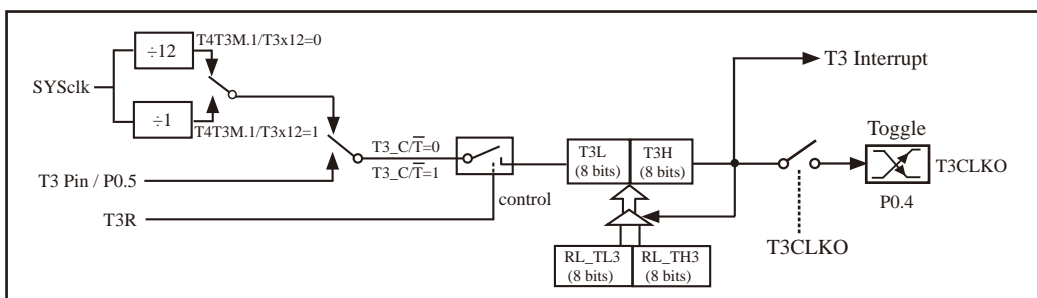 ÷12
T4T3M.1/T3x12=0
SYSclk
÷1
T4T3M.1/T3x12=1
T3 Pin / P0.5
T3R
T3_C/T̅=0
T3_C/T̅=1
control
T3L
(8 bits)
T3H
(8 bits)
RL_TL3
(8 bits)
RL_TH3
(8 bits)
T3 Interrupt
Toggle
T3CLKO
P0.4
T3CLKO